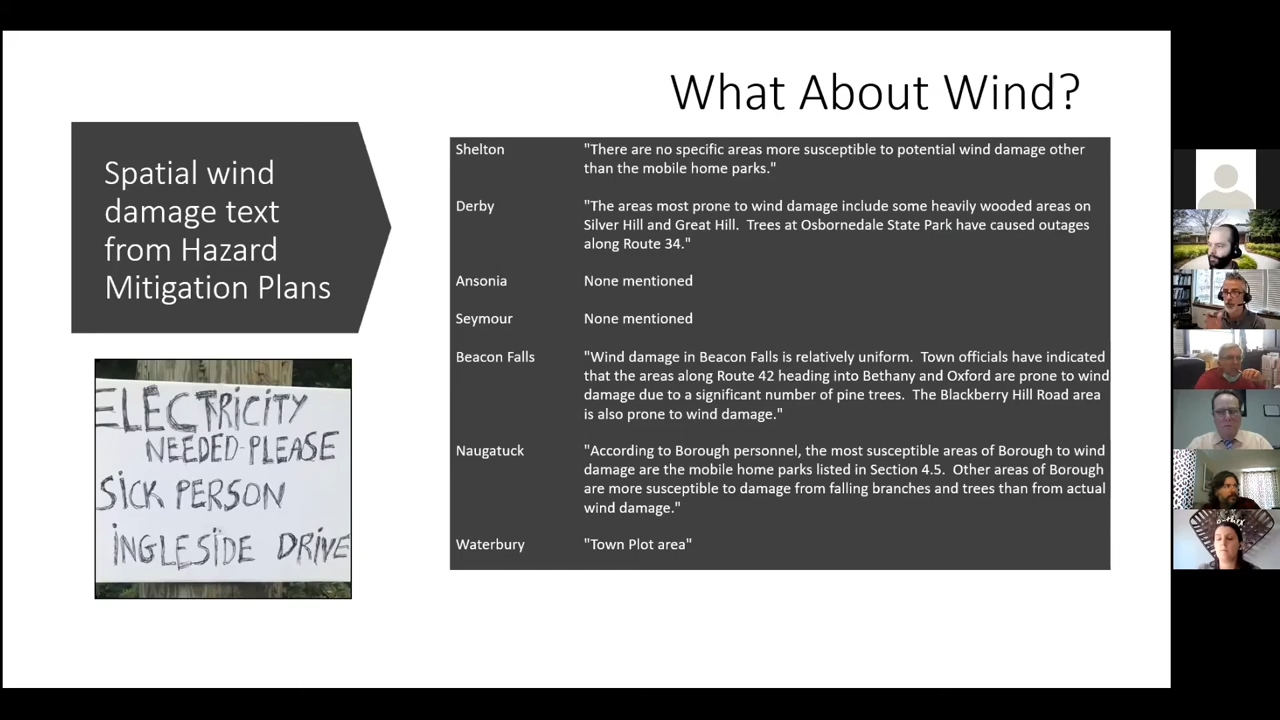 What About Wind?
Spatial wind
damage text
from Hazard
Mitigation Plans
ELECTRICITY
NEEDED-PLEASE
SICK PERSON
INGLESIDE DRIVE
Shelton "There are no specific areas more susceptible to potential wind damage other
than the mobile home parks."
Derby "The areas most prone to wind damage include some heavily wooded areas on
Silver Hill and Great Hill.  Trees at Osbornedale State Park have caused outages
along Route 34."
Ansonia None mentioned
Seymour None mentioned
Beacon Falls "Wind damage in Beacon Falls is relatively uniform.  Town officials have indicated
that the areas along Route 42 heading into Bethany and Oxford are prone to wind
damage due to a significant number of pine trees.  The Blackberry Hill Road area
is also prone to wind damage."
Naugatuck "According to Borough personnel, the most susceptible areas of Borough to wind
damage are the mobile home parks listed in Section 4.5.  Other areas of Borough
are more susceptible to damage from falling branches and trees than from actual
wind damage."
Waterbury "Town Plot area"